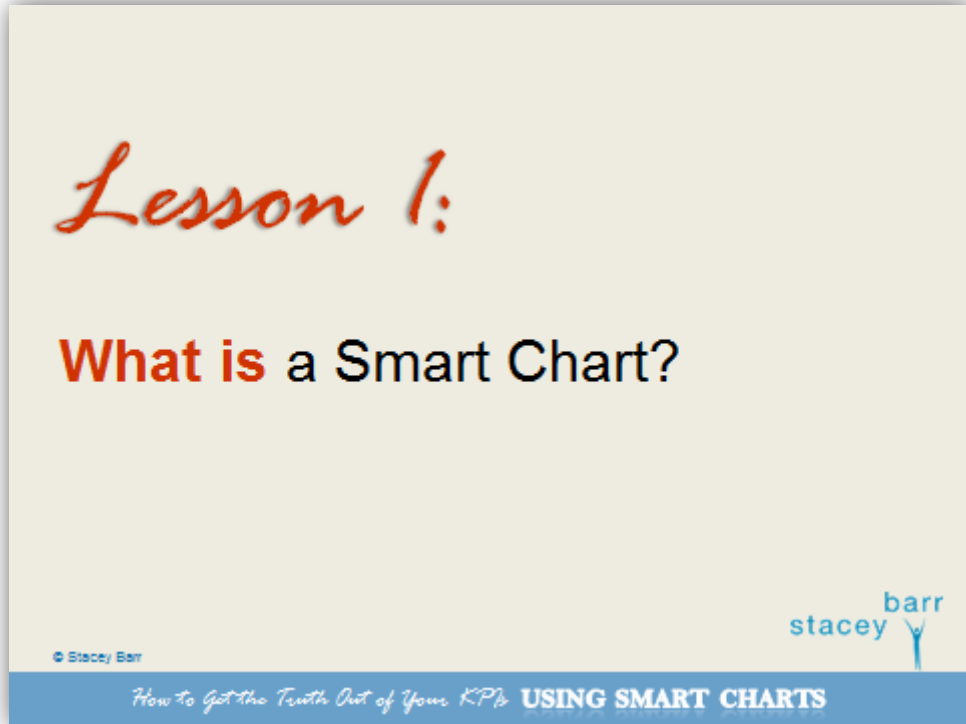 Lesson 1:
What is a Smart Chart?
barr
stacey
© Stacey Barr
How to Get the Truth Out of Your KPIs USING SMART CHARTS